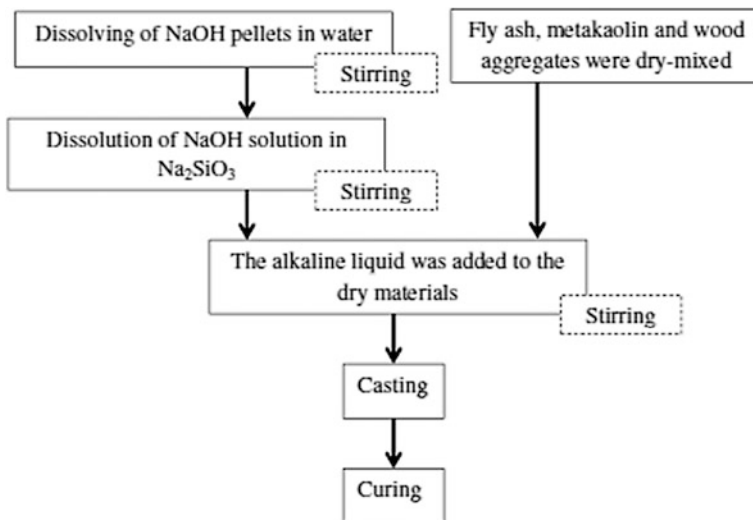 Dissolving of NaOH pellets in water
Stirring
Fly ash, metakaolin and wood
aggregates were dry-mixed
Dissolution of NaOH solution in
Na₂SiO₃
Stirring
The alkaline liquid was added to the
dry materials
Stirring
Casting
Curing